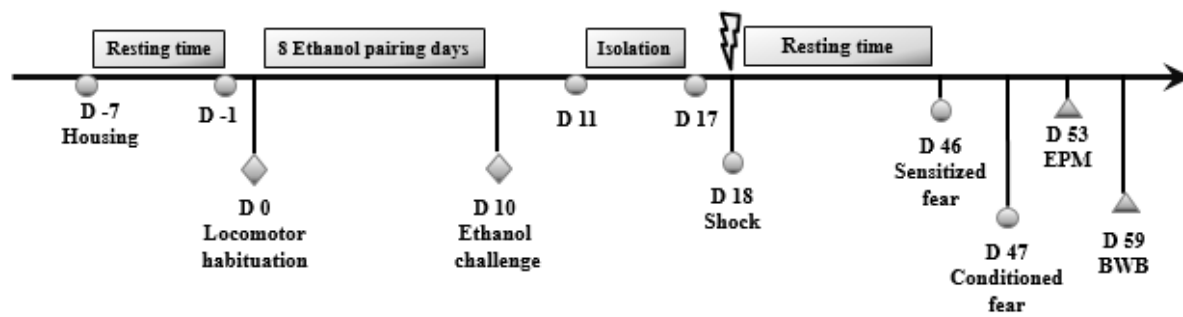 Resting time
8 Ethanol pairing days
Isolation
Resting time
D -7
Housing
D -1
D 0
Locomotor
habituation
D 10
Ethanol
challenge
D 11
D 17
D 18
Shock
D 46
Sensitized
fear
D 47
Conditioned
fear
D 53
EPM
D 59
BWB